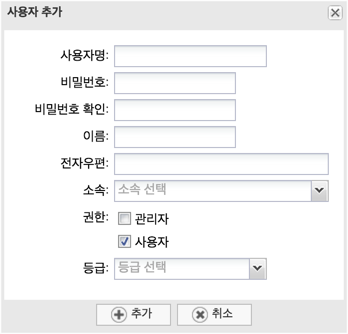 사용자 추가
사용자명:
비밀번호:
비밀번호 확인:
이름:
전자우편:
소속: 소속 선택
권한: 관리자
사용자
등급: 등급 선택
추가 취소